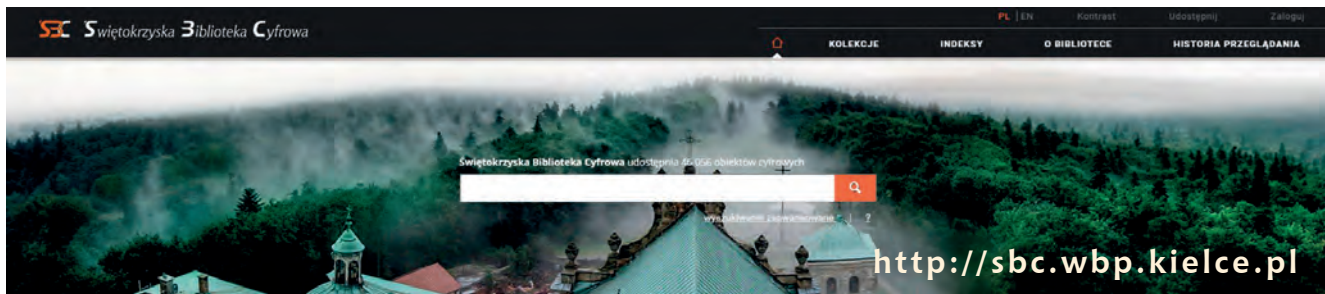 PL | EN Kontrast Udostępnij Zaloguj
SBC Świętokrzyska Biblioteka Cyfrowa
KOLEKCJE INDEKSY O BIBLIOTECE HISTORIA PRZEGLĄDANIA
Świętokrzyska Biblioteka Cyfrowa udostępnia 46 056 obiektów cyfrowych
wyszukiwanie zaawansowane | ?
http://sbc.wbp.kielce.pl